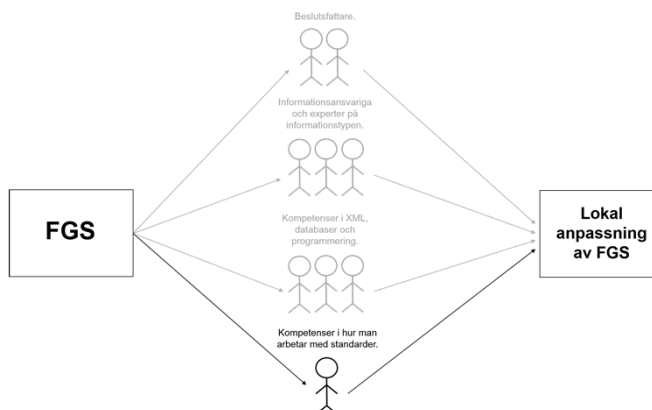 Beslutsfattare.
Informationsansvariga
och experter på
informationstypen.
FGS
Kompetenser i XML,
databaser och
programmering.
Lokal
anpassning
av FGS
Kompetenser i hur man
arbetar med standarder.